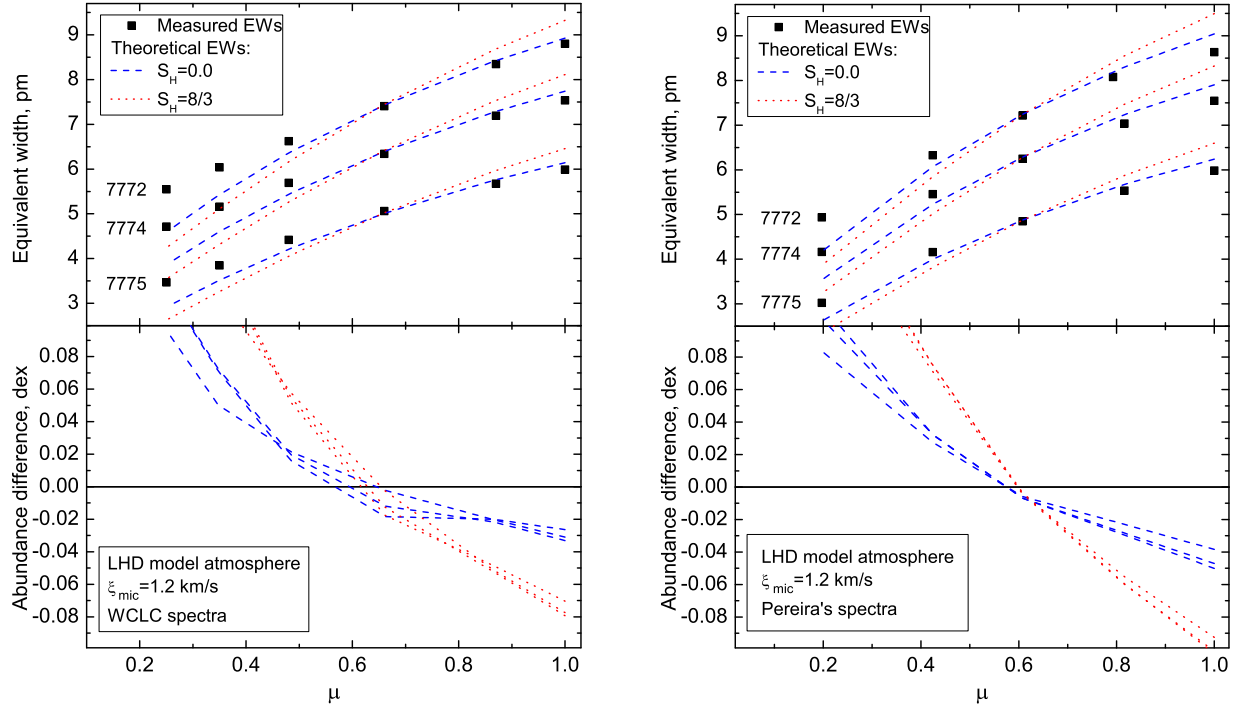 Measured EWs
Theoretical EWs:
S_H=0.0
S_H=8/3
7772
7774
7775
9
8
7
6
5
4
3
Equivalent width, pm
0.08
0.06
0.04
0.02
0.00
-0.02
-0.04
-0.06
-0.08
Abundance difference, dex
LHD model atmosphere
ξ_mic=1.2 km/s
WCLC spectra
0.2 0.4 0.6 0.8 1.0
μ
Measured EWs
Theoretical EWs:
S_H=0.0
S_H=8/3
7772
7774
7775
9
8
7
6
5
4
3
Equivalent width, pm
0.08
0.06
0.04
0.02
0.00
-0.02
-0.04
-0.06
-0.08
Abundance difference, dex
LHD model atmosphere
ξ_mic=1.2 km/s
Pereira's spectra
0.2 0.4 0.6 0.8 1.0
μ